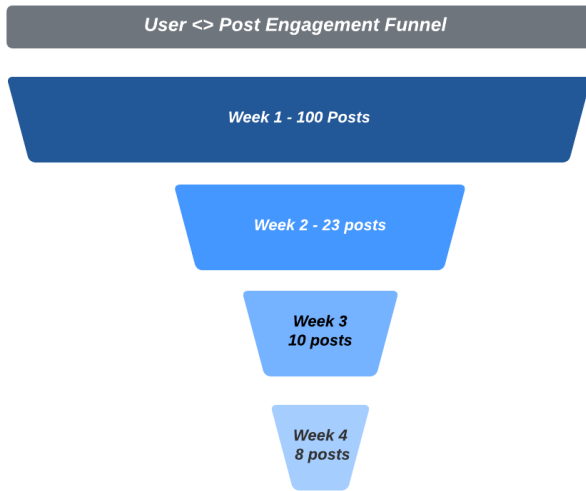 User <> Post Engagement Funnel
Week 1 - 100 Posts
Week 2 - 23 posts
Week 3
10 posts
Week 4
8 posts